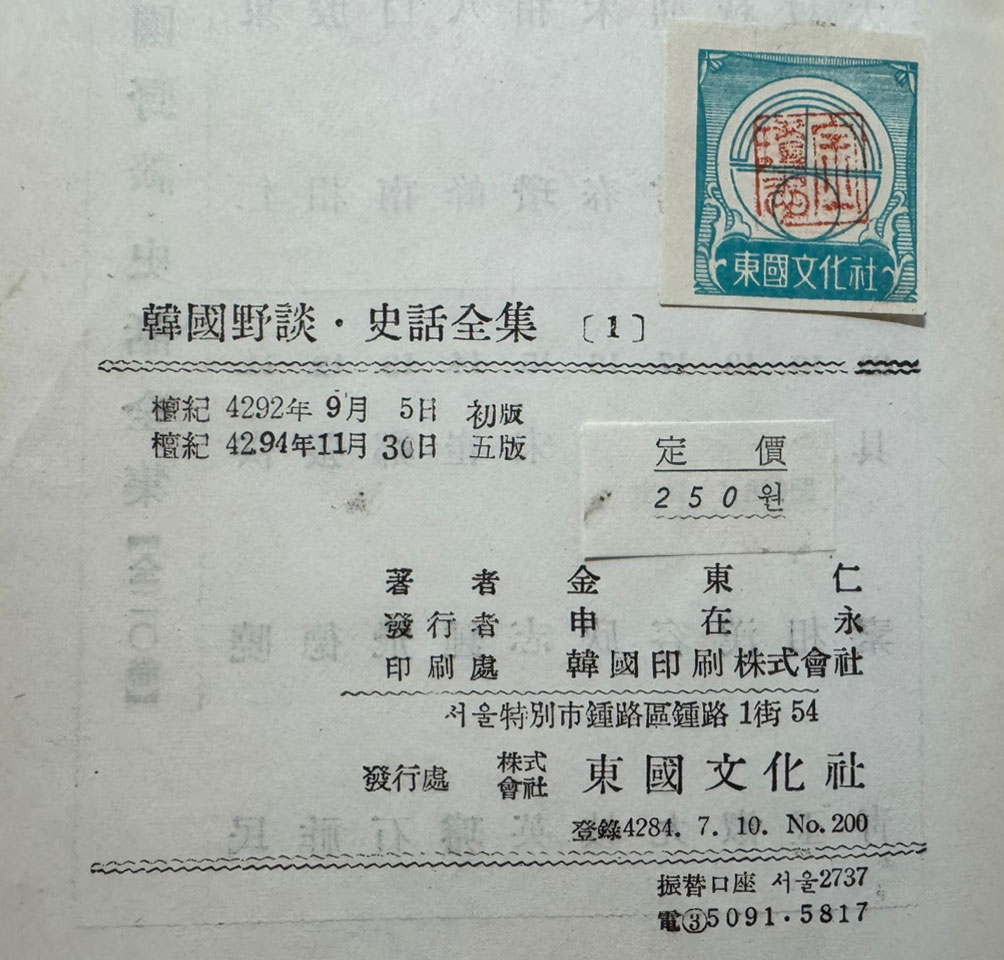 東國文化社
韓國野談・史話全集 〔1〕
檀紀 4292年 9月 5日 初版
檀紀 4294年11月 30日 五版
定價
250원
著者 金東仁
發行者 申在永
印刷處 韓國印刷株式會社
서울特別市鍾路區鍾路 1街 54
發行處 株式會社 東國文化社
登錄4284. 7. 10. No. 200
振替口座 서울2737
電③5091・5817